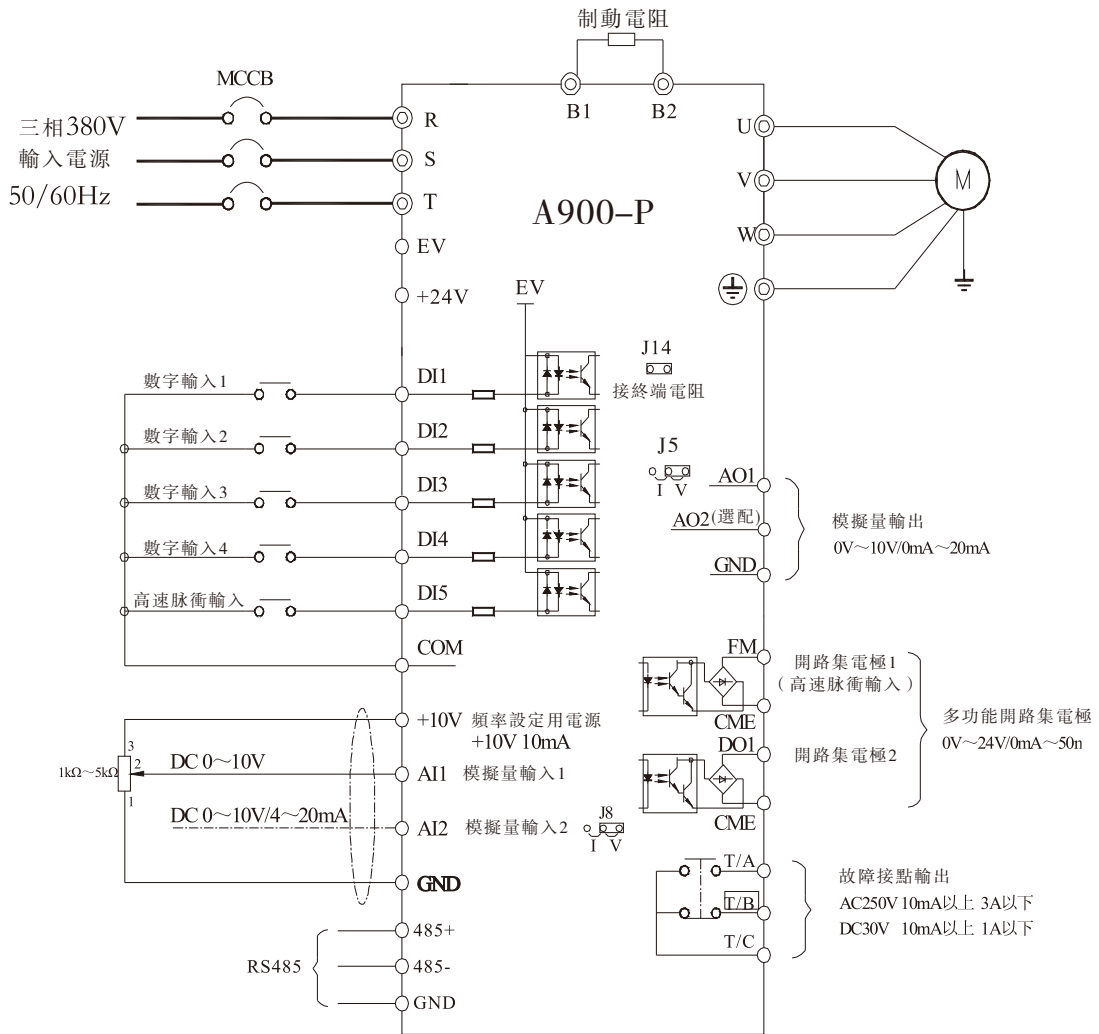 制動電阻
B1
B2
MCCB
三相380V
輸入電源
50/60Hz
R
S
T
EV
+24V
A900-P
U
V
W
M
EV
J14
接終端電阻
數字輸入1
DI1
數字輸入2
DI2
數字輸入3
DI3
數字輸入4
DI4
高速脉衝輸入
DI5
COM
J5
I V
AO1
AO2(選配)
GND
模擬量輸出
0V～10V/0mA～20mA
FM
CME
開路集電極1
(高速脉衝輸入)
DO1
CME
開路集電極2
多功能開路集電極
0V～24V/0mA～50n
+10V 頻率設定用電源
+10V 10mA
1kΩ～5kΩ
3
2
1
DC 0～10V
AI1 模擬量輸入1
DC 0～10V/4～20mA
AI2 模擬量輸入2
J8
I V
GND
T/A
T/B
T/C
故障接點輸出
AC250V 10mA以上 3A以下
DC30V 10mA以上 1A以下
RS485
485+
485-
GND